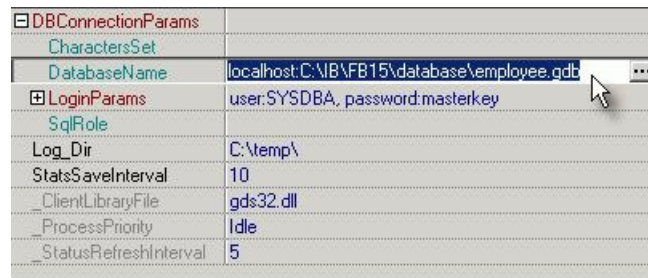 DBConnectionParams
CharactersSet
DatabaseName localhost:C:\IB\FB15\database\employee.gdb ...
LoginParams user:SYSDBA, password:masterkey
SqlRole
Log_Dir C:\temp\
StatsSaveInterval 10
_ClientLibraryFile gds32.dll
_ProcessPriority Idle
_StatusRefreshInterval 5